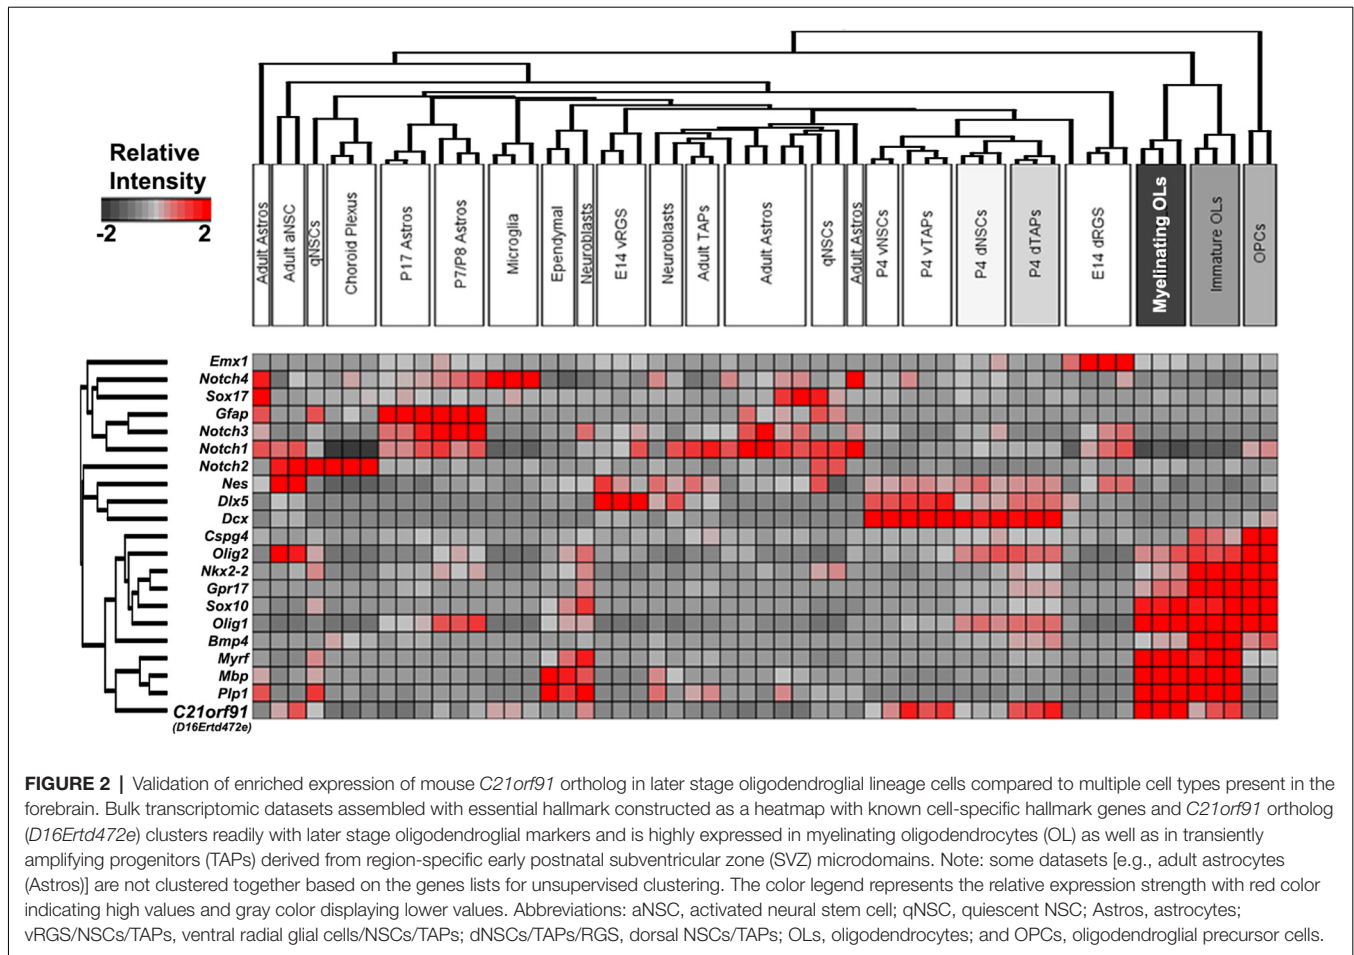 Relative
Intensity
-2 2
Adult Astros
Adult aNSC
qNSCs
Choroid Plexus
P17 Astros
P7/P8 Astros
Microglia
Ependymal
Neuroblasts
E14 vRGS
Neuroblasts
Adult TAPs
Adult Astros
qNSCs
Adult Astros
P4 vNSCs
P4 vTAPs
P4 dNSCs
P4 dTAPs
E14 dRGS
Myelinating OLs
Immature OLs
OPCs
Emx1
Notch4
Sox17
Gfap
Notch3
Notch1
Notch2
Nes
Dlx5
Dcx
Cspg4
Olig2
Nkx2-2
Gpr17
Sox10
Olig1
Bmp4
Myrf
Mbp
Plp1
C21orf91
(D16Ertd472e)
FIGURE 2 | Validation of enriched expression of mouse C21orf91 ortholog in later stage oligodendroglial lineage cells compared to multiple cell types present in the
forebrain. Bulk transcriptomic datasets assembled with essential hallmark constructed as a heatmap with known cell-specific hallmark genes and C21orf91 ortholog
(D16Ertd472e) clusters readily with later stage oligodendroglial markers and is highly expressed in myelinating oligodendrocytes (OL) as well as in transiently
amplifying progenitors (TAPs) derived from region-specific early postnatal subventricular zone (SVZ) microdomains. Note: some datasets [e.g., adult astrocytes
(Astros)] are not clustered together based on the genes lists for unsupervised clustering. The color legend represents the relative expression strength with red color
indicating high values and gray color displaying lower values. Abbreviations: aNSC, activated neural stem cell; qNSC, quiescent NSC; Astros, astrocytes;
vRGS/NSCs/TAPs, ventral radial glial cells/NSCs/TAPs; dNSCs/TAPs/RGS, dorsal NSCs/TAPs; OLs, oligodendrocytes; and OPCs, oligodendroglial precursor cells.